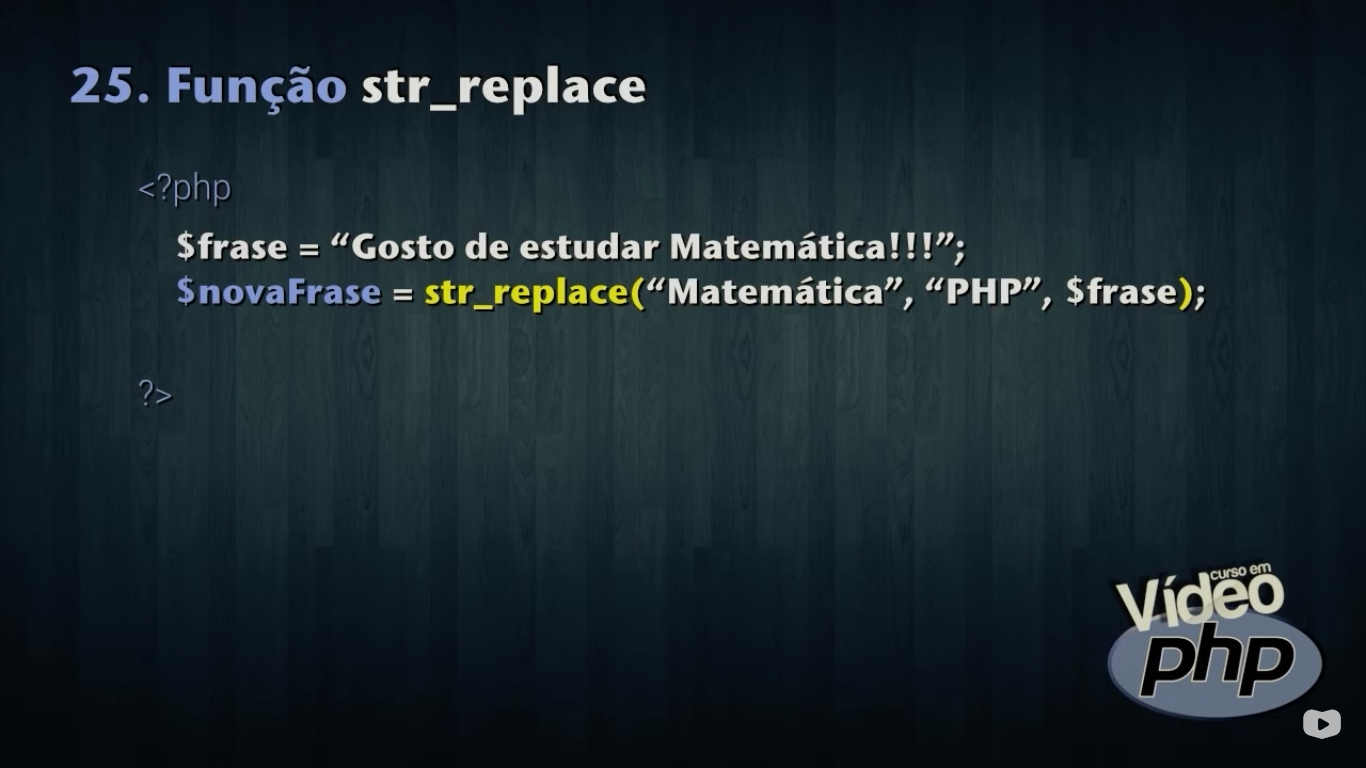 25. Função str_replace
<?php
$frase = “Gosto de estudar Matemática!!!”;
$novaFrase = str_replace(“Matemática”, “PHP”, $frase);
?>
curso em
Vídeo
php